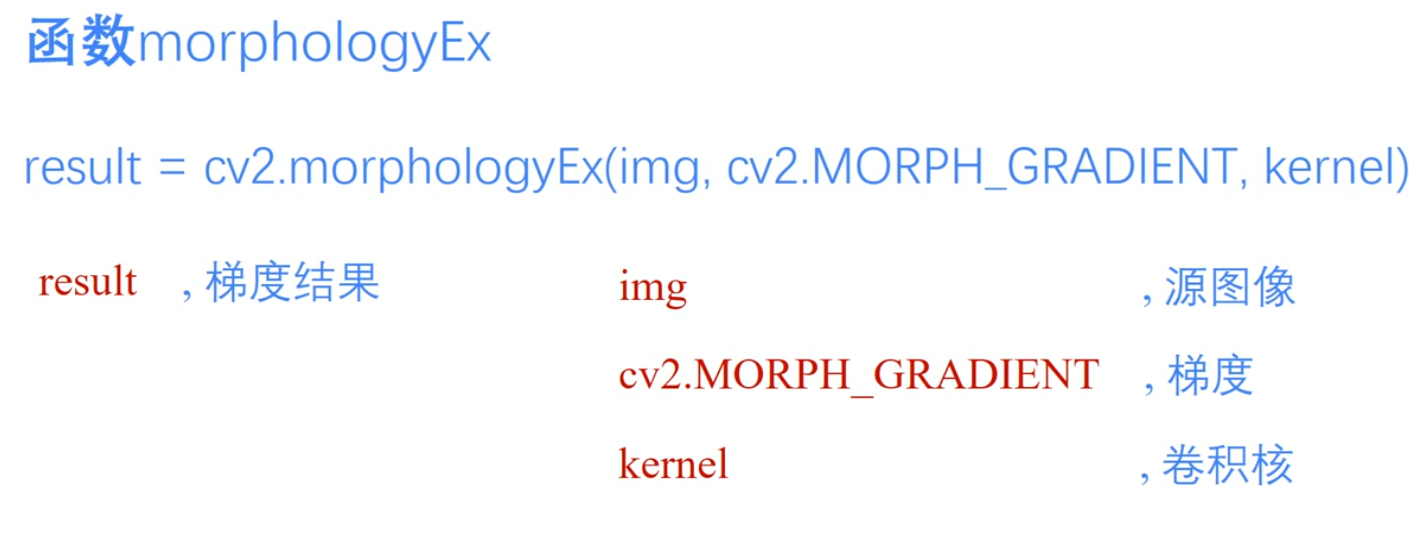 函数morphologyEx
result = cv2.morphologyEx(img, cv2.MORPH_GRADIENT, kernel)
result , 梯度结果
img , 源图像
cv2.MORPH_GRADIENT , 梯度
kernel , 卷积核